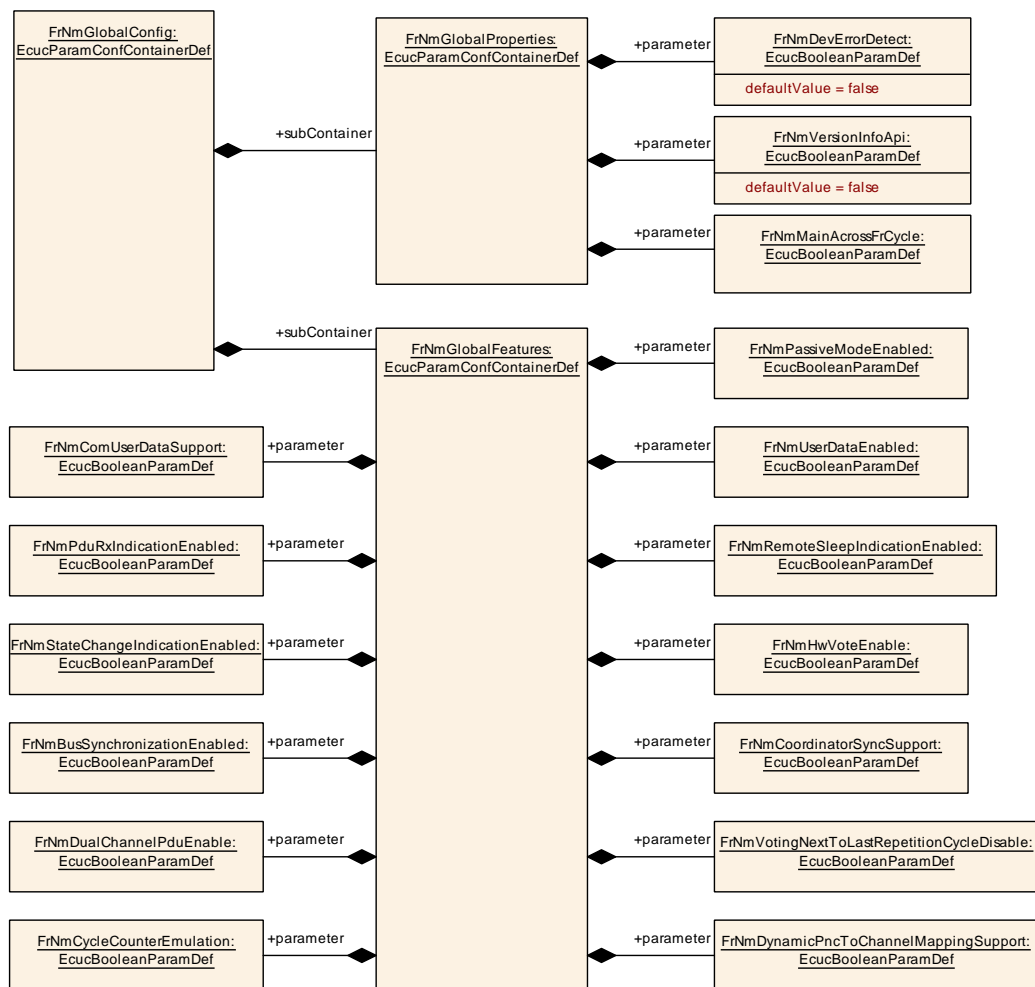 FrNmGlobalConfig:
EcucParamConfContainerDef
+subContainer
+subContainer
FrNmGlobalProperties:
EcucParamConfContainerDef
+parameter
FrNmDevErrorDetect:
EcucBooleanParamDef
defaultValue = false
+parameter
FrNmVersionInfoApi:
EcucBooleanParamDef
defaultValue = false
+parameter
FrNmMainAcrossFrCycle:
EcucBooleanParamDef
FrNmGlobalFeatures:
EcucParamConfContainerDef
+parameter
FrNmPassiveModeEnabled:
EcucBooleanParamDef
FrNmComUserDataSupport:
EcucBooleanParamDef
+parameter
+parameter
FrNmUserDataEnabled:
EcucBooleanParamDef
FrNmPduRxIndicationEnabled:
EcucBooleanParamDef
+parameter
+parameter
FrNmRemoteSleepIndicationEnabled:
EcucBooleanParamDef
FrNmStateChangeIndicationEnabled:
EcucBooleanParamDef
+parameter
+parameter
FrNmHwVoteEnable:
EcucBooleanParamDef
FrNmBusSynchronizationEnabled:
EcucBooleanParamDef
+parameter
+parameter
FrNmCoordinatorSyncSupport:
EcucBooleanParamDef
FrNmDualChannelPduEnable:
EcucBooleanParamDef
+parameter
+parameter
FrNmVotingNextToLastRepetitionCycleDisable:
EcucBooleanParamDef
FrNmCycleCounterEmulation:
EcucBooleanParamDef
+parameter
+parameter
FrNmDynamicPncToChannelMappingSupport:
EcucBooleanParamDef